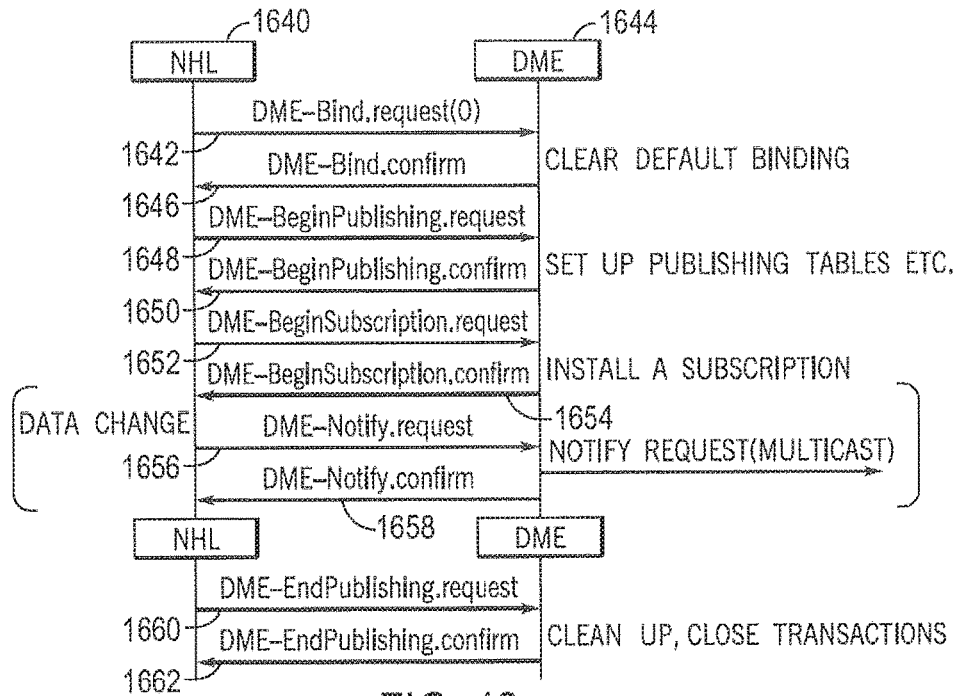 1640
1644
NHL
DME
DME-Bind.request(0)
1642
DME-Bind.confirm
CLEAR DEFAULT BINDING
1646
DME-BeginPublishing.request
1648
DME-BeginPublishing.confirm
SET UP PUBLISHING TABLES ETC.
1650
DME-BeginSubscription.request
1652
DME-BeginSubscription.confirm
INSTALL A SUBSCRIPTION
1654
DATA CHANGE
DME-Notify.request
1656
NOTIFY REQUEST(MULTICAST)
DME-Notify.confirm
1658
NHL
DME
DME-EndPublishing.request
1660
DME-EndPublishing.confirm
CLEAN UP, CLOSE TRANSACTIONS
1662